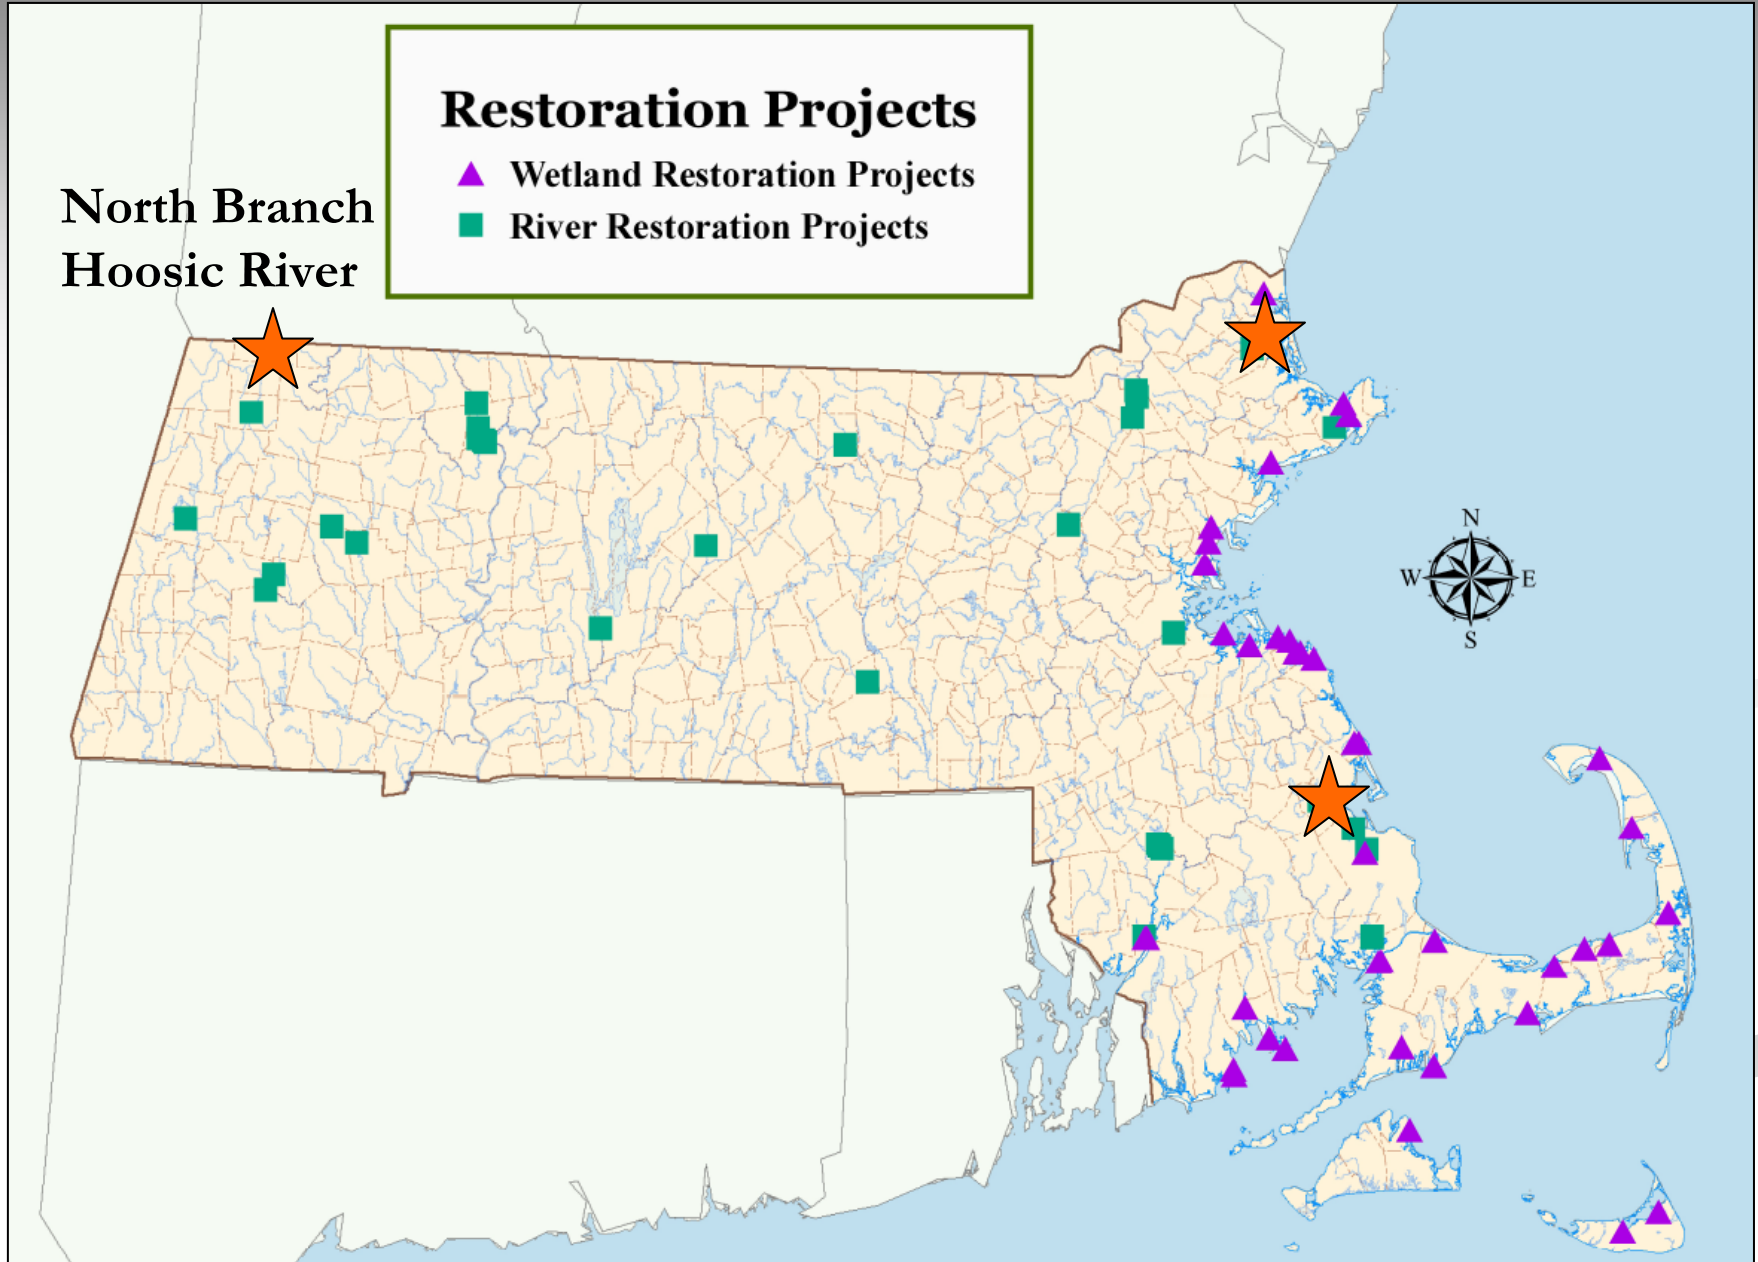 Restoration Projects
Wetland Restoration Projects
River Restoration Projects
North Branch
Hoosic River
N
W
E
S